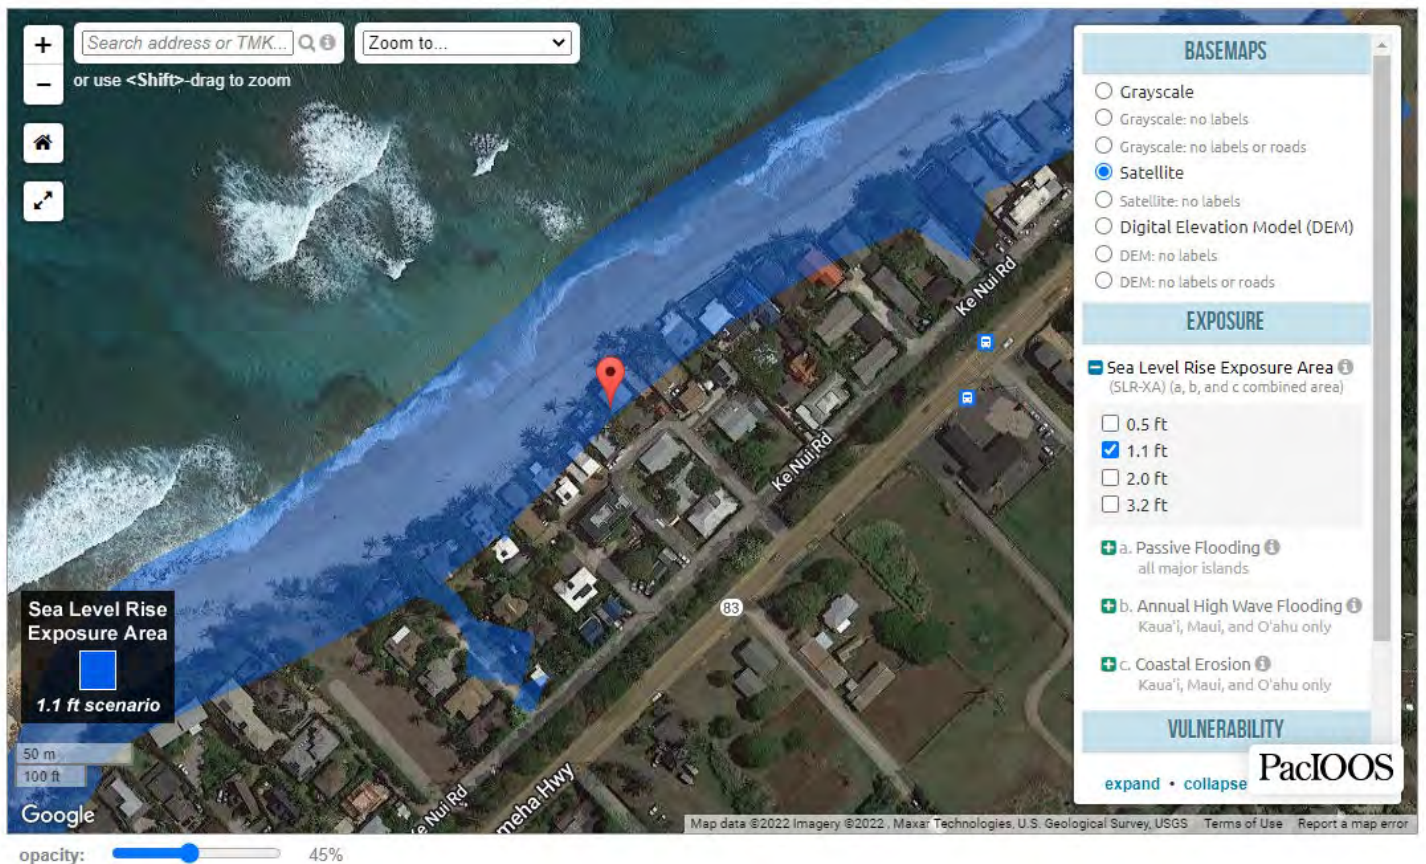 +
Search address or TMK...
Zoom to...
−
or use <Shift>-drag to zoom
BASEMAPS
Grayscale
Grayscale: no labels
Grayscale: no labels or roads
Satellite
Satellite: no labels
Digital Elevation Model (DEM)
DEM: no labels
DEM: no labels or roads
EXPOSURE
Sea Level Rise Exposure Area
(SLR-XA) (a, b, and c combined area)
0.5 ft
1.1 ft
2.0 ft
3.2 ft
a. Passive Flooding
all major islands
b. Annual High Wave Flooding
Kaua'i, Maui, and O'ahu only
c. Coastal Erosion
Kaua'i, Maui, and O'ahu only
VULNERABILITY
expand • collapse
PacIOOS
Ke Nui Rd
Ke Nui Rd
83
Sea Level Rise
Exposure Area
1.1 ft scenario
50 m
100 ft
e Nui Rd
meha Hwy
Google
Map data ©2022 Imagery ©2022 , Maxar Technologies, U.S. Geological Survey, USGS
Terms of Use
Report a map error
opacity:
45%